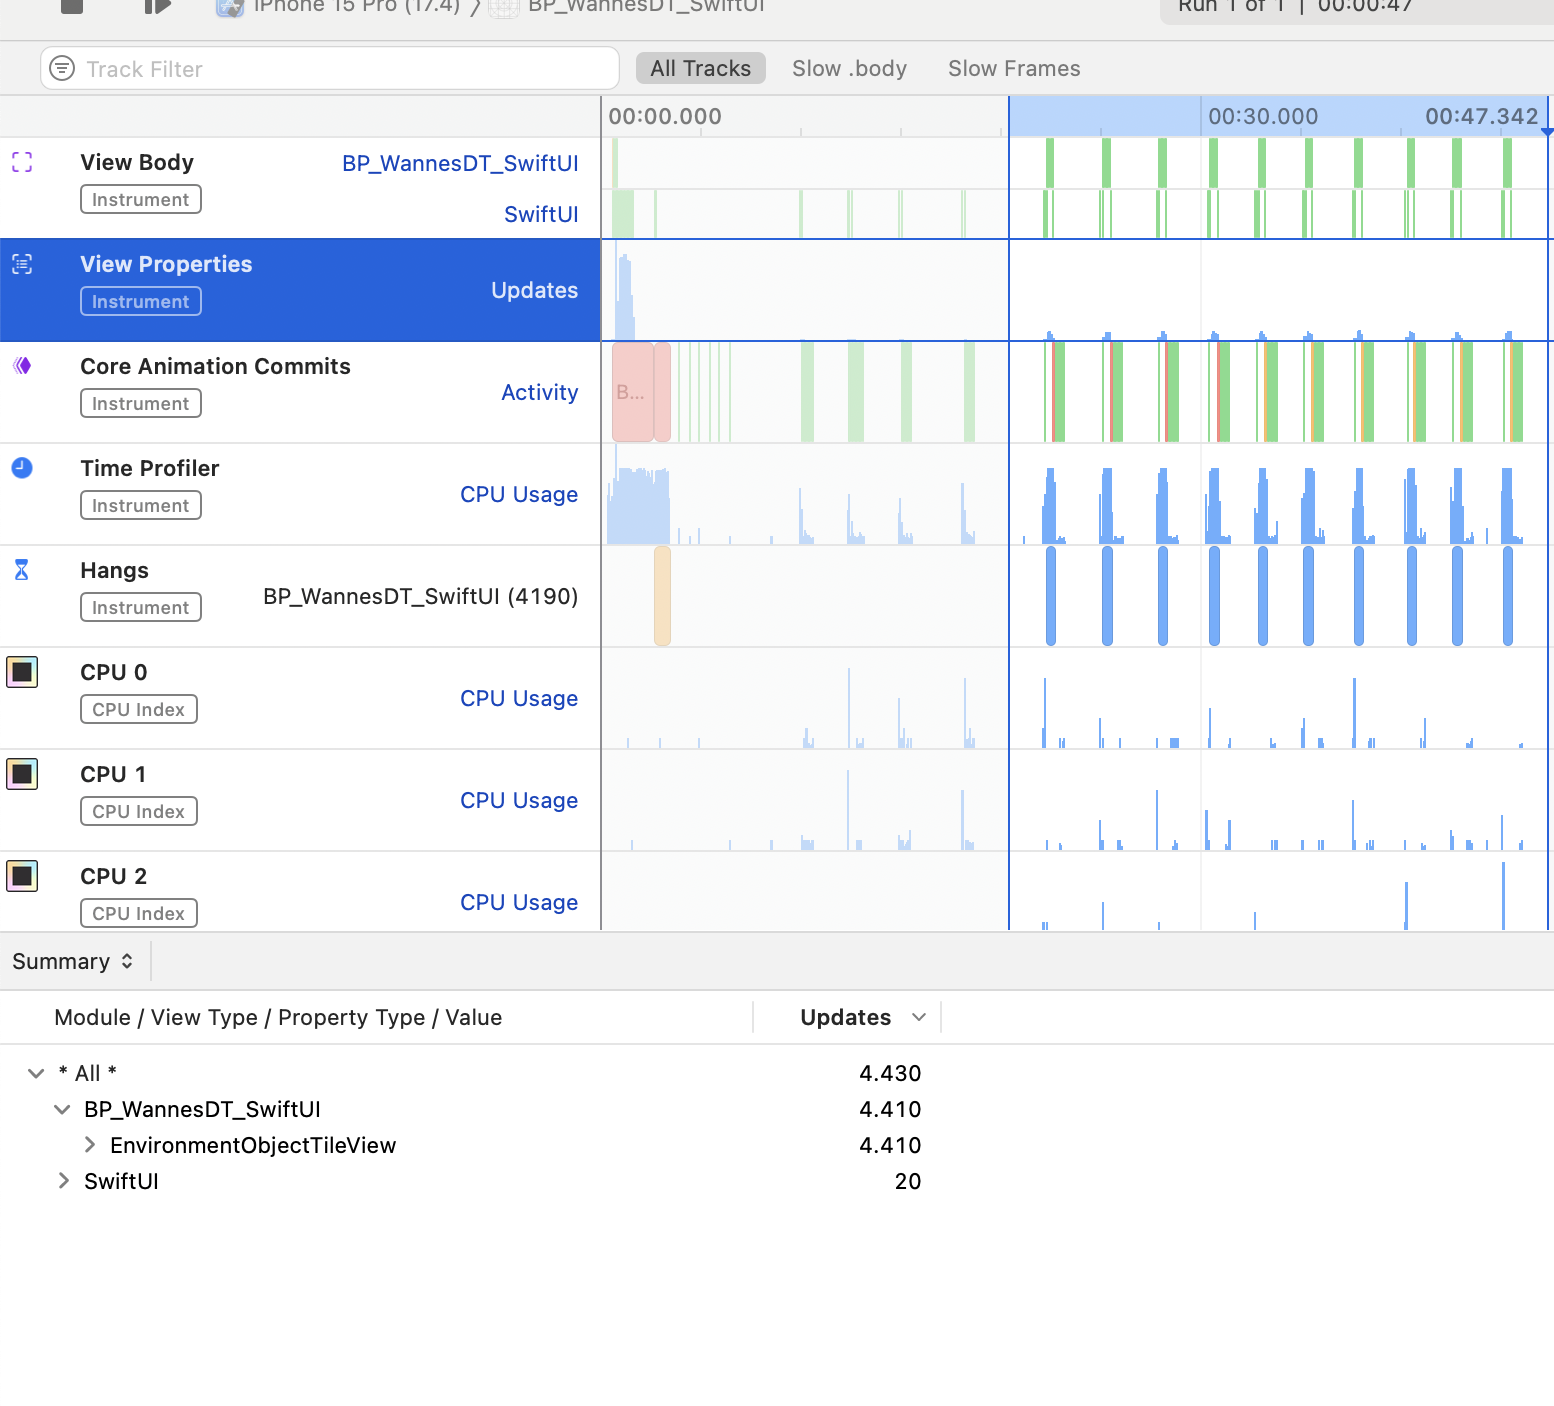 iPhone 15 Pro (17.4) 〉 BP_WannesDT_SwiftUI
Run 1 of 1 | 00:00:47
Track Filter
All Tracks
Slow .body
Slow Frames
00:00.000
00:30.000
00:47.342
View Body
BP_WannesDT_SwiftUI
Instrument
SwiftUI
View Properties
Instrument
Updates
Core Animation Commits
Instrument
Activity
B...
Time Profiler
Instrument
CPU Usage
Hangs
Instrument
BP_WannesDT_SwiftUI (4190)
CPU 0
CPU Index
CPU Usage
CPU 1
CPU Index
CPU Usage
CPU 2
CPU Index
CPU Usage
Summary
Module / View Type / Property Type / Value
Updates
* All * 4.430
BP_WannesDT_SwiftUI 4.410
EnvironmentObjectTileView 4.410
SwiftUI 20